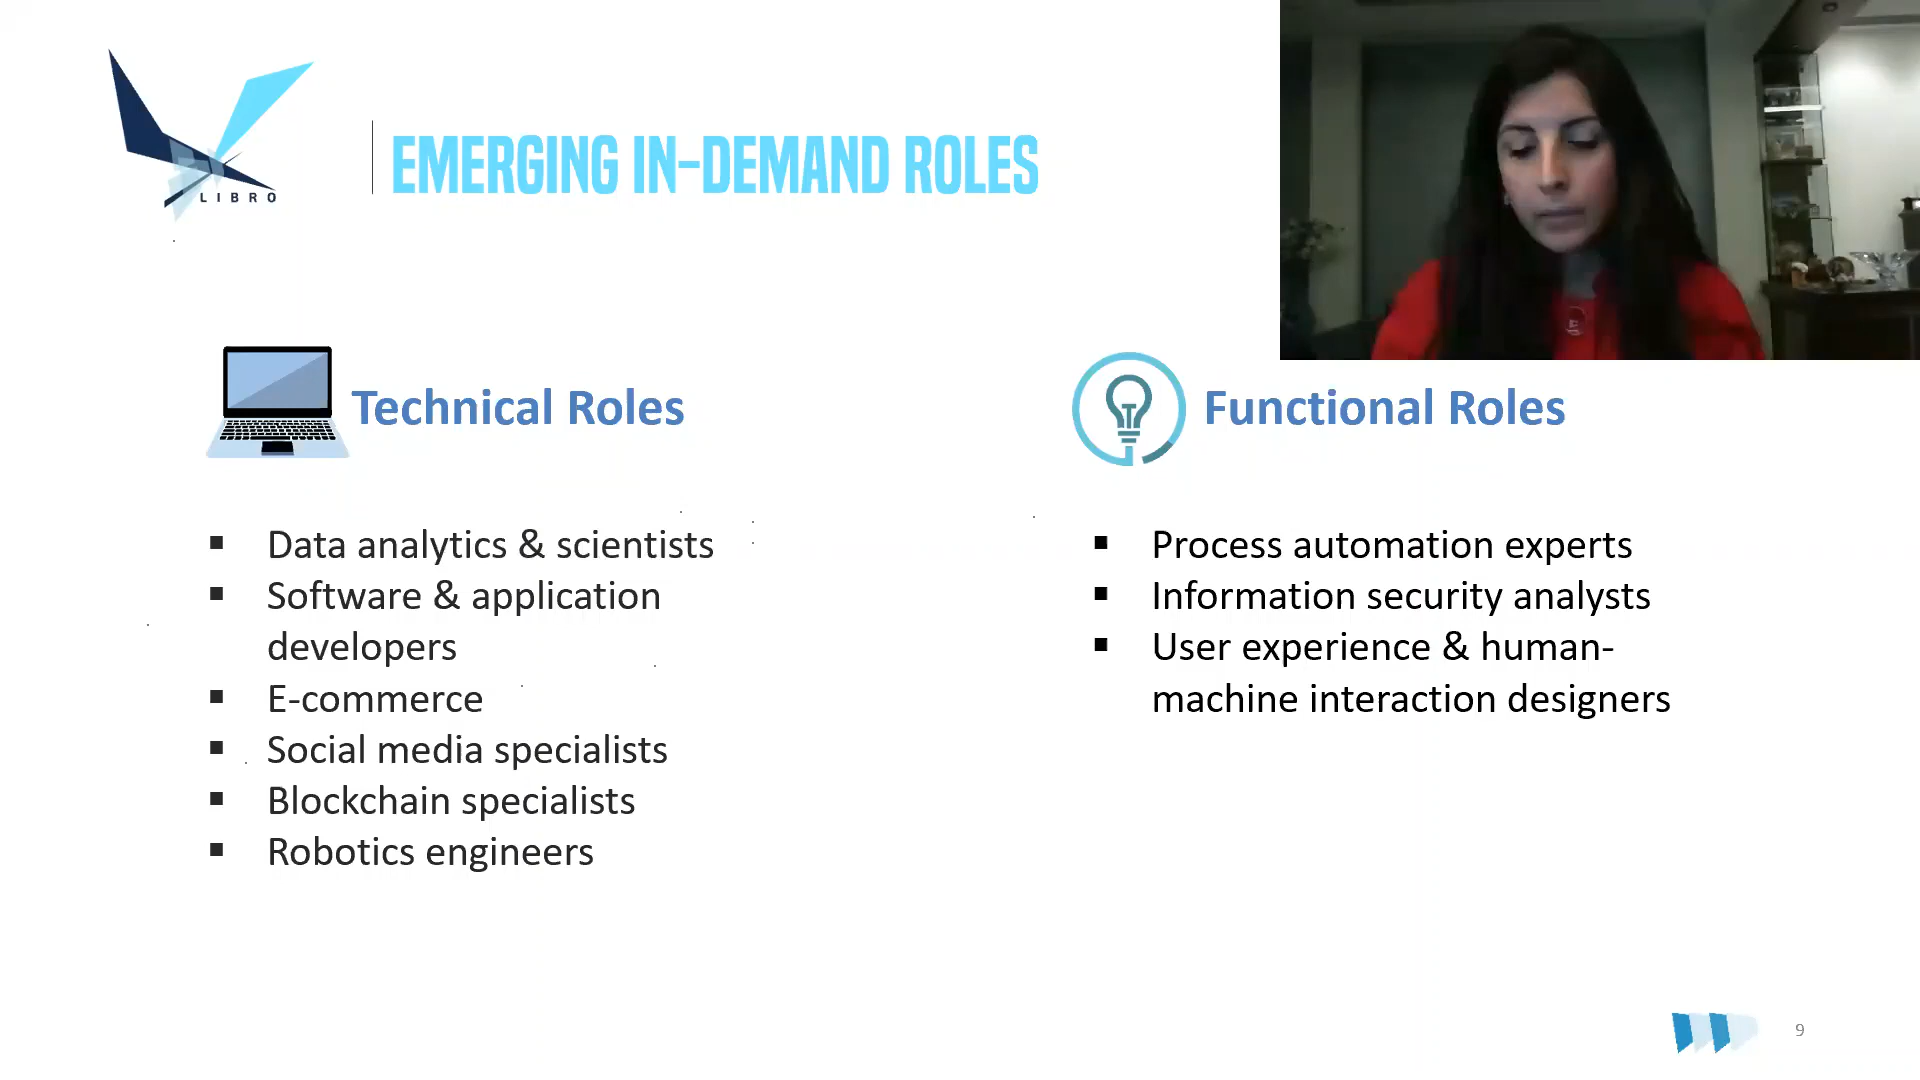 LIBRO
EMERGING IN-DEMAND ROLES
Technical Roles
▪ Data analytics & scientists
▪ Software & application
developers
▪ E-commerce
▪ Social media specialists
▪ Blockchain specialists
▪ Robotics engineers
Functional Roles
▪ Process automation experts
▪ Information security analysts
▪ User experience & human-
machine interaction designers
9